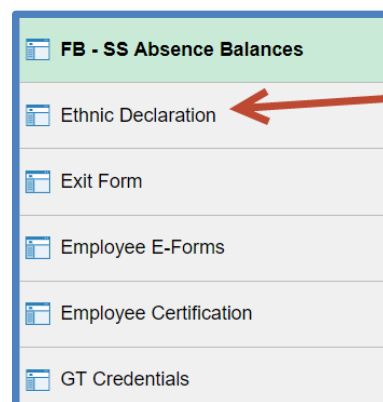 FB - SS Absence Balances
Ethnic Declaration
Exit Form
Employee E-Forms
Employee Certification
GT Credentials